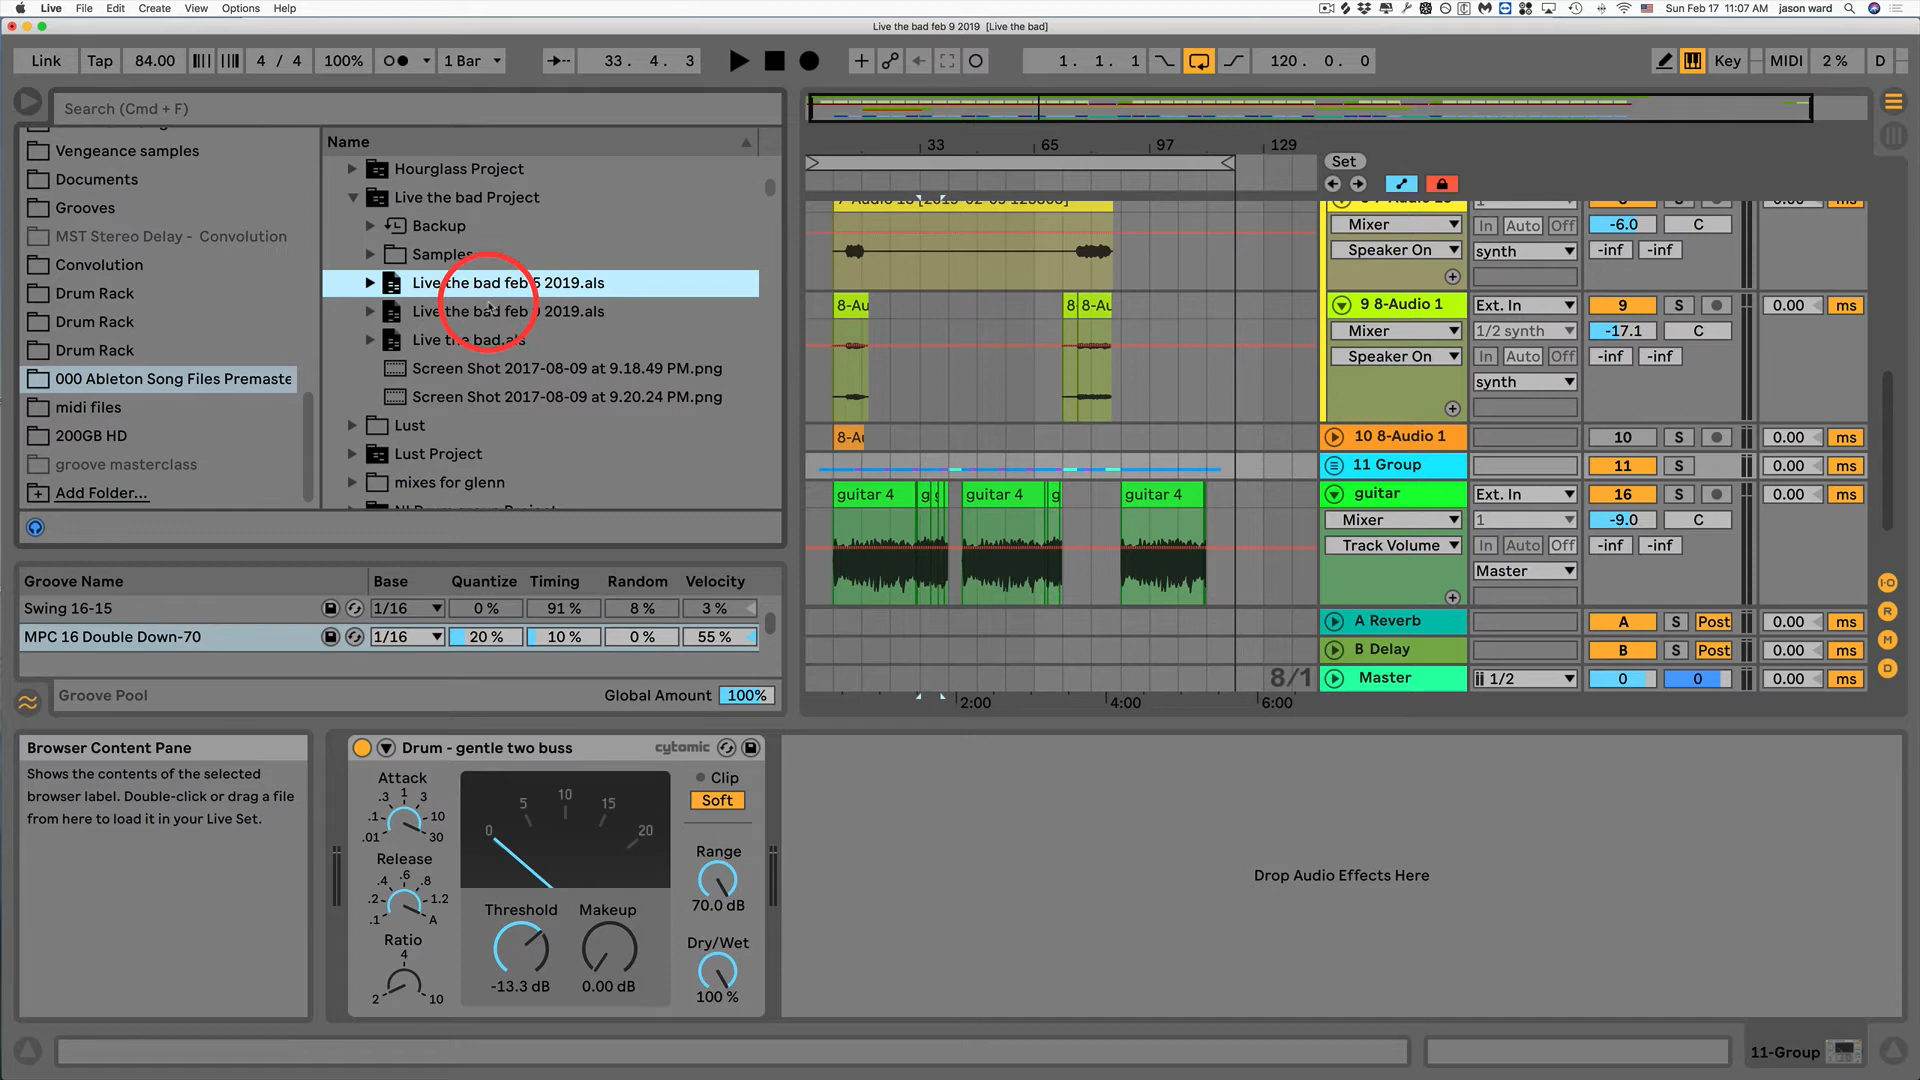 Live File Edit Create View Options Help
Sun Feb 17 11:07 AM jason ward
Live the bad feb 9 2019 [Live the bad]
Link Tap 84.00 4 / 4 100% 1 Bar 33. 4. 3 1. 1. 1 120. 0. 0 Key MIDI 2 % D
Search (Cmd + F)
Vengeance samples
Documents
Grooves
MST Stereo Delay - Convolution
Convolution
Drum Rack
Drum Rack
Drum Rack
000 Ableton Song Files Premaste
midi files
200GB HD
groove masterclass
Add Folder...
Name
Hourglass Project
Live the bad Project
Backup
Samples
Live the bad feb 5 2019.als
Live the bad feb 9 2019.als
Live the bad.als
Screen Shot 2017-08-09 at 9.18.49 PM.png
Screen Shot 2017-08-09 at 9.20.24 PM.png
Lust
Lust Project
mixes for glenn
Groove Name Base Quantize Timing Random Velocity
Swing 16-15 1/16 0 % 91 % 8 % 3 %
MPC 16 Double Down-70 1/16 20 % 10 % 0 % 55 %
Groove Pool Global Amount 100%
33 65 97 129
Set
Mixer In Auto Off -6.0 C
Speaker On synth -inf -inf
8-Au 8 8-Au 9 8-Audio 1 Ext. In 9 0.00 ms
Mixer 1/2 synth -17.1 C
Speaker On In Auto Off -inf -inf
synth
8-Au 10 8-Audio 1 10 S 0.00 ms
11 Group 11 S 0.00 ms
guitar 4 g guitar 4 g guitar 4 guitar Ext. In 16 S 0.00 ms
Mixer 1 -9.0 C
Track Volume In Auto Off -inf -inf
Master
A Reverb A S Post 0.00 ms
B Delay B S Post 0.00 ms
8/1 Master 1/2 0 0 0.00 ms
2:00 4:00 6:00
I·O
R
M
D
Browser Content Pane
Shows the contents of the selected
browser label. Double-click or drag a file
from here to load it in your Live Set.
Drum - gentle two buss cytomic
Attack
.01 .1 .3 1 3 10 30
Release
.1 .2 .4 .6 .8 1.2 A
Ratio
2 4 10
0 5 10 15 20
Threshold Makeup
-13.3 dB 0.00 dB
Clip
Soft
Range
70.0 dB
Dry/Wet
100 %
Drop Audio Effects Here
11-Group